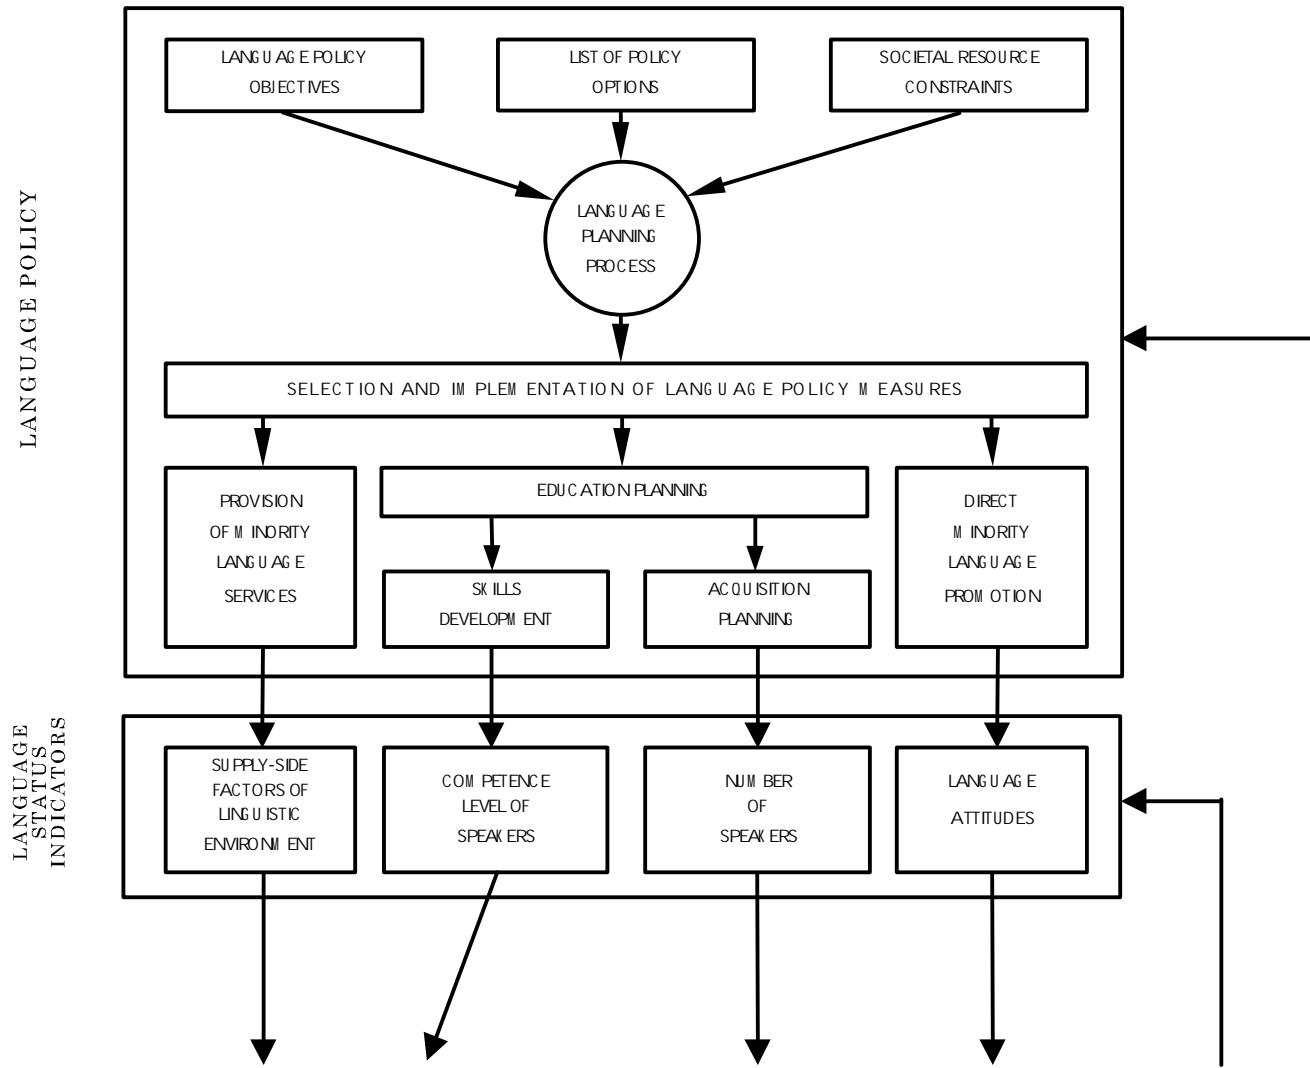 LANGUAGE POLICY
LANGUAGE POLICY
OBJECTIVES
LIST OF POLICY
OPTIONS
SOCIETAL RESOURCE
CONSTRAINTS
LANGUAGE
PLANNING
PROCESS
SELECTION AND IMPLEMENTATION OF LANGUAGE POLICY MEASURES
PROVISION
OF MINORITY
LANGUAGE
SERVICES
EDUCATION PLANNING
SKILLS
DEVELOPMENT
ACQUISITION
PLANNING
DIRECT
MINORITY
LANGUAGE
PROMOTION
LANGUAGE
STATUS
INDICATORS
SUPPLY-SIDE
FACTORS OF
LINGUISTIC
ENVIRONMENT
COMPETENCE
LEVEL OF
SPEAKERS
NUMBER
OF
SPEAKERS
LANGUAGE
ATTITUDES